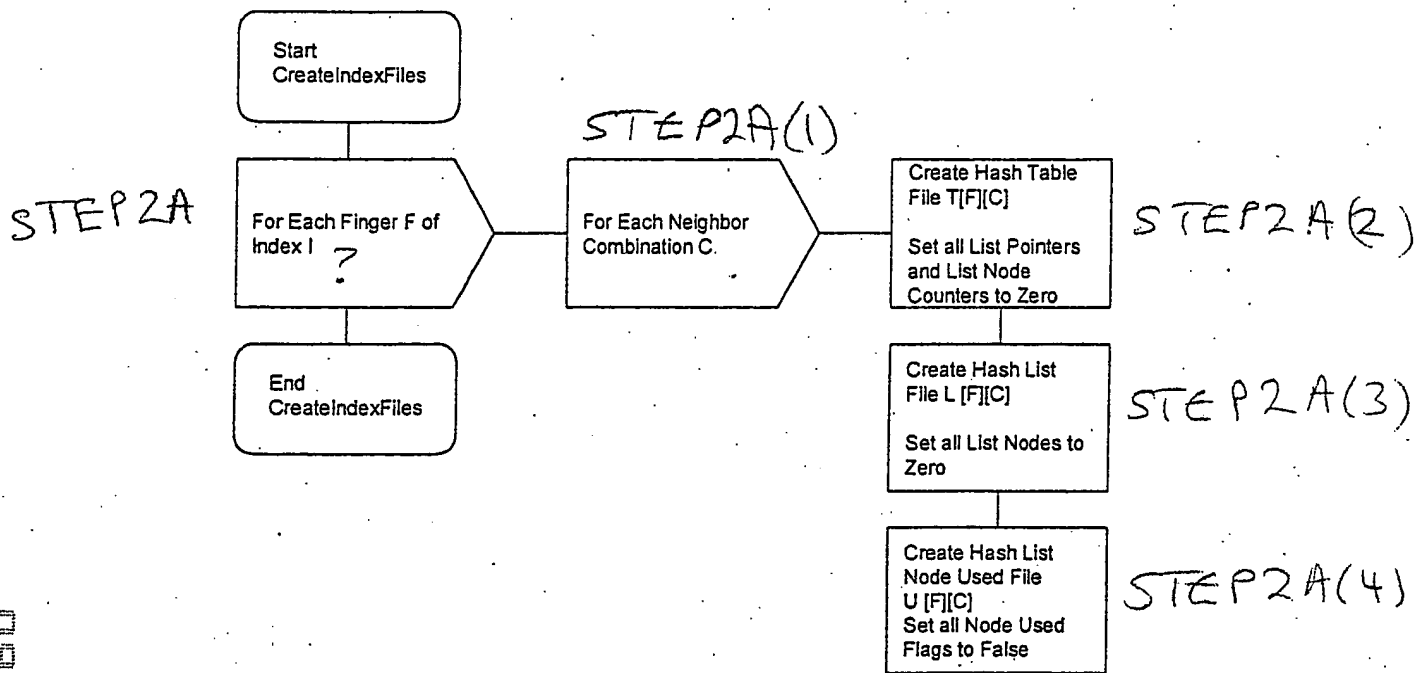 Start
CreateIndexFiles
STEP2A(1)
STEP2A
For Each Finger F of
Index I
?
For Each Neighbor
Combination C.
Create Hash Table
File T[F][C]
Set all List Pointers
and List Node
Counters to Zero
STEP2A(2)
End
CreateIndexFiles
Create Hash List
File L [F][C]
Set all List Nodes to
Zero
STEP2A(3)
Create Hash List
Node Used File
U [F][C]
Set all Node Used
Flags to False
STEP2A(4)